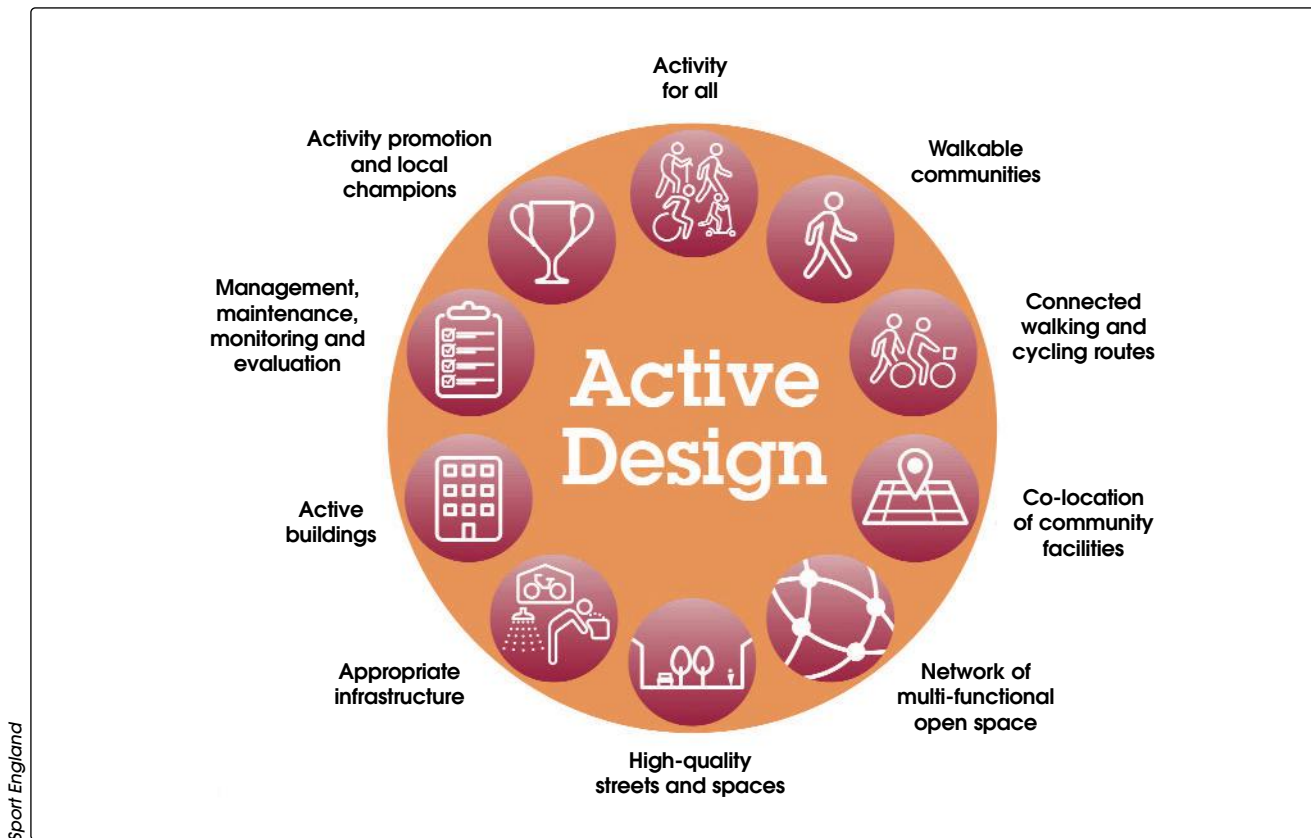 Activity
for all
Walkable
communities
Connected
walking and
cycling routes
Co-location
of community
facilities
Network of
multi-functional
open space
High-quality
streets and spaces
Appropriate
infrastructure
Active
buildings
Management,
maintenance,
monitoring and
evaluation
Activity promotion
and local
champions
Active
Design
Sport England